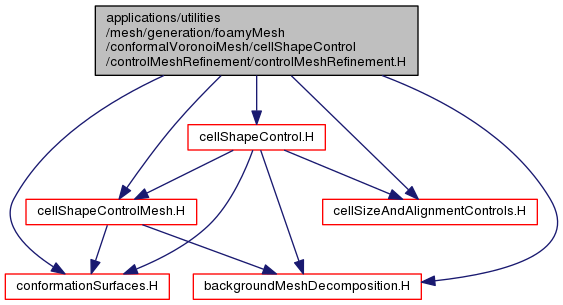 applications/utilities
/mesh/generation/foamyMesh
/conformalVoronoiMesh/cellShapeControl
/controlMeshRefinement/controlMeshRefinement.H
cellShapeControl.H
cellShapeControlMesh.H
cellSizeAndAlignmentControls.H
conformationSurfaces.H
backgroundMeshDecomposition.H